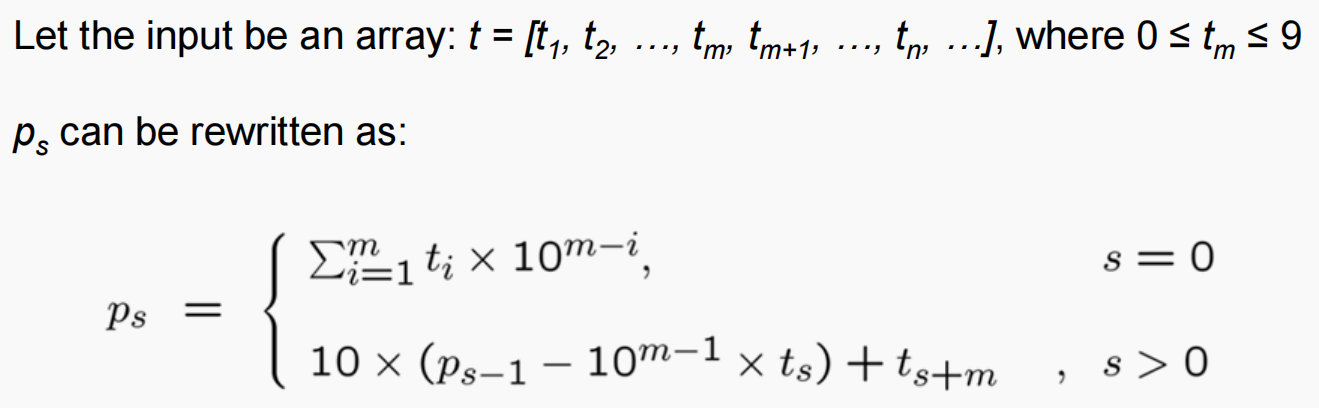 Let the input be an array: t = [t₁, t₂, ..., tₘ, tₘ₊₁, ..., tₙ, ...], where 0 ≤ tₘ ≤ 9
pₛ can be rewritten as:
pₛ = { ∑ᵢ₌₁ᵐ tᵢ × 10ᵐ⁻ⁱ, s = 0
10 × (pₛ₋₁ − 10ᵐ⁻¹ × tₛ) + tₛ₊ₘ , s > 0